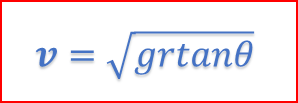 v = √grtanθ